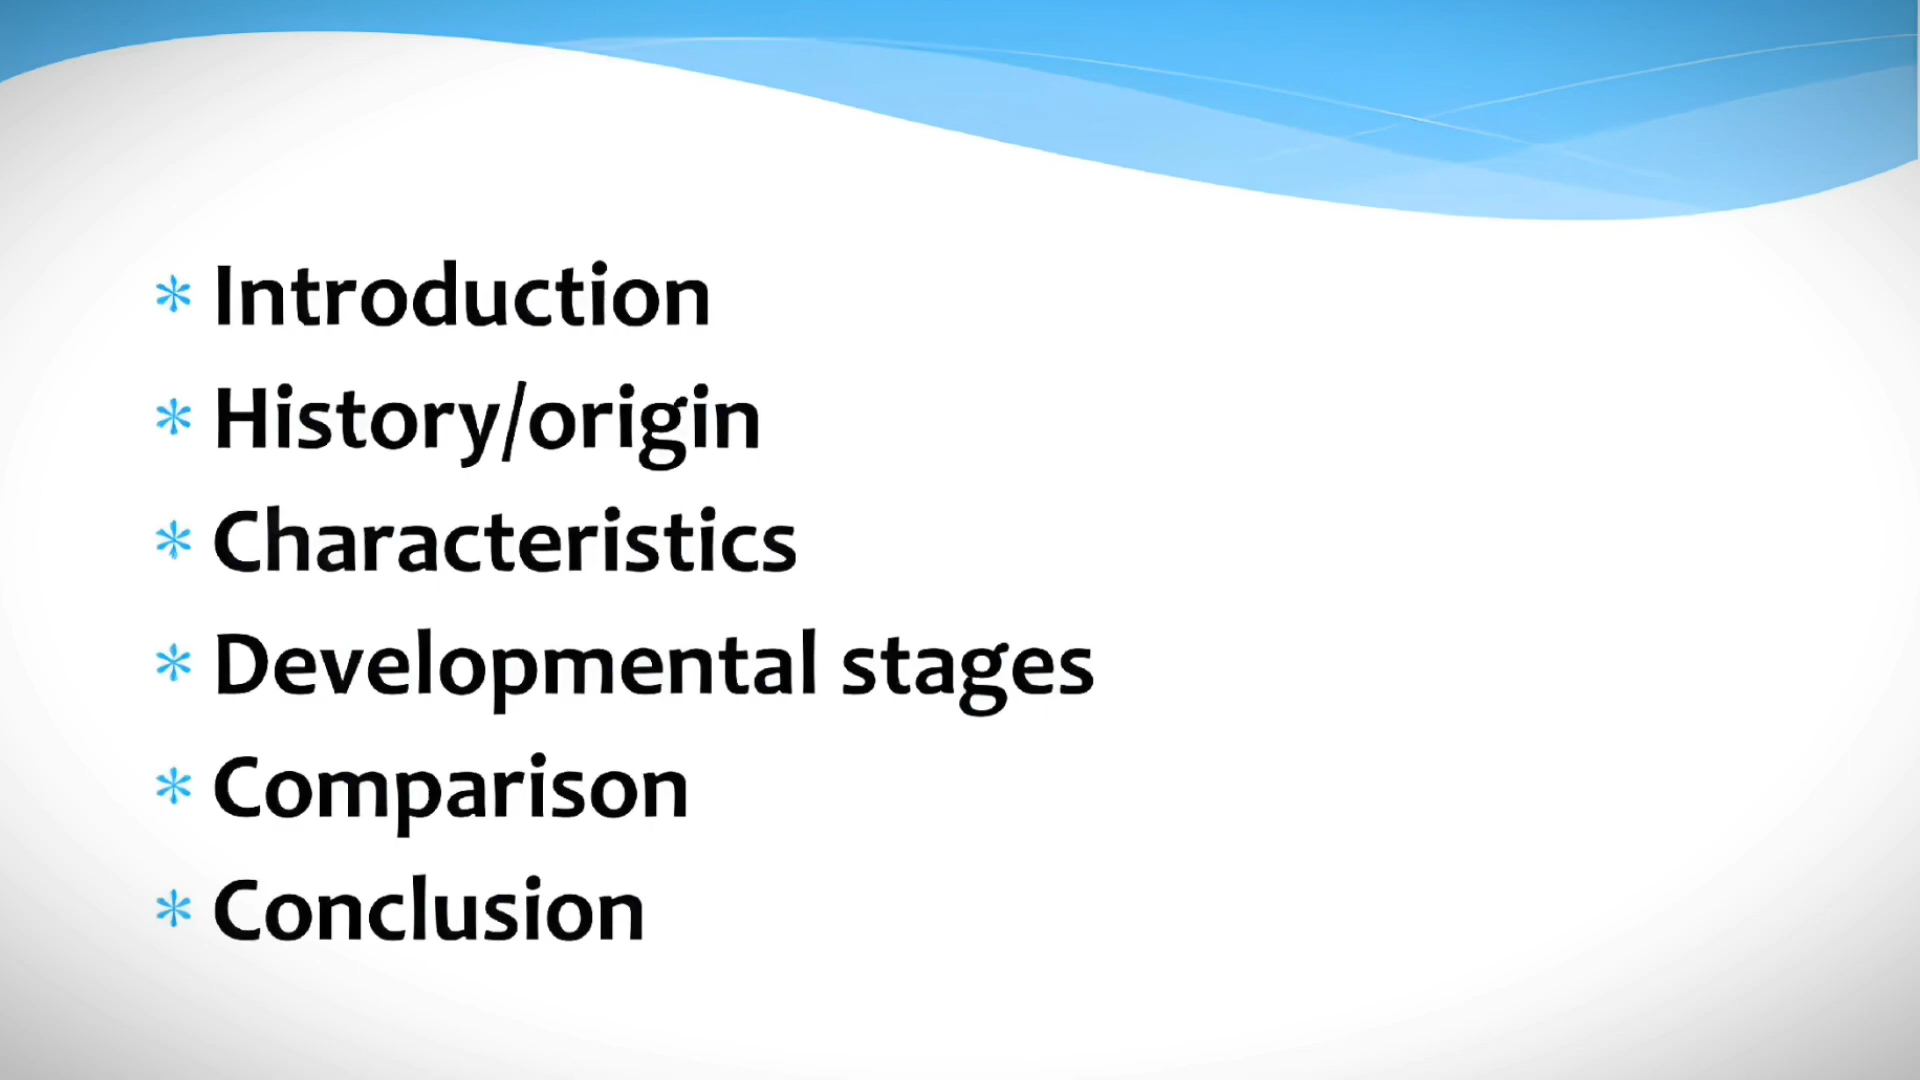 * Introduction
* History/origin
* Characteristics
* Developmental stages
* Comparison
* Conclusion